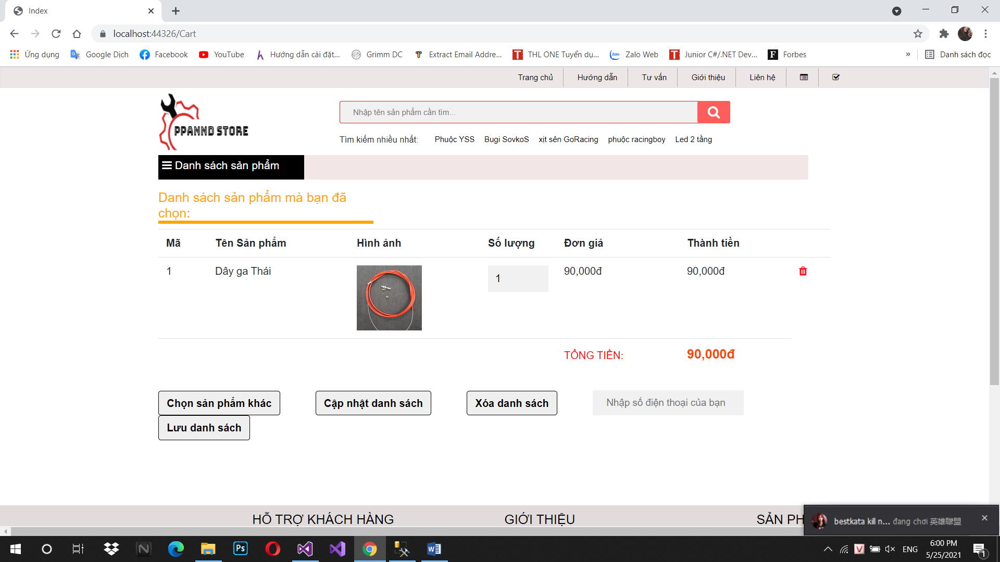 Index
localhost:44326/Cart
Ứng dụng Google Dịch Facebook YouTube Hướng dẫn cài đặt... Grimm DC Extract Email Addre... THL ONE Tuyển dụ... Zalo Web Junior C#/.NET Dev... Forbes » Danh sách đọc
Trang chủ Hướng dẫn Tư vấn Giới thiệu Liên hệ
PPANND STORE
Nhập tên sản phẩm cần tìm...
Tìm kiếm nhiều nhất: Phuộc YSS Bugi SovkoS xịt sên GoRacing phuộc racingboy Led 2 tầng
Danh sách sản phẩm
Danh sách sản phẩm mà bạn đã
chọn:
Mã Tên Sản phẩm Hình ảnh Số lượng Đơn giả Thành tiền
1 Dây ga Thái 1 90,000đ 90,000đ
TỔNG TIỀN: 90,000đ
Chọn sản phẩm khác Cập nhật danh sách Xóa danh sách Nhập số điện thoại của bạn
Lưu danh sách
HỖ TRỢ KHÁCH HÀNG GIỚI THIỆU SẢN PH
bestkata kill n... đang chơi 英雄聯盟
ENG
6:00 PM
5/25/2021
1